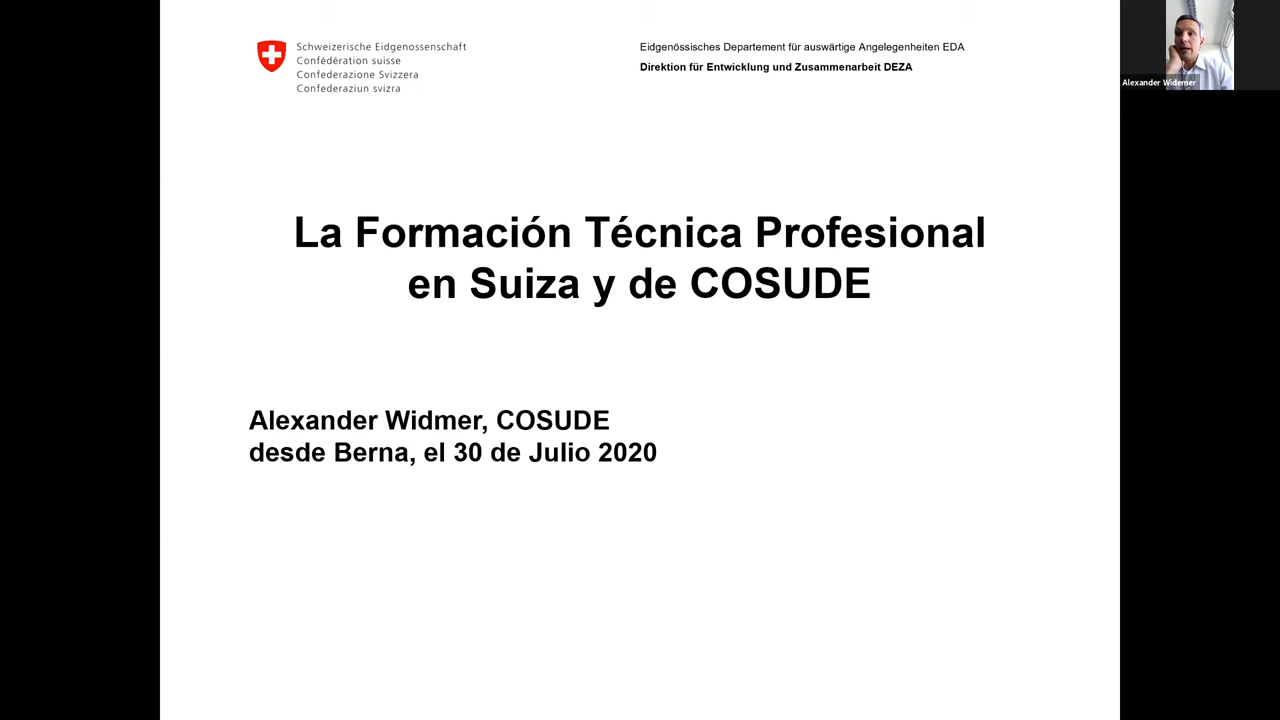 Schweizerische Eidgenossenschaft
Confédération suisse
Confederazione Svizzera
Confederaziun svizra
Eidgenössisches Departement für auswärtige Angelegenheiten EDA
Direktion für Entwicklung und Zusammenarbeit DEZA
Alexander Widemer
La Formación Técnica Profesional
en Suiza y de COSUDE
Alexander Widmer, COSUDE
desde Berna, el 30 de Julio 2020